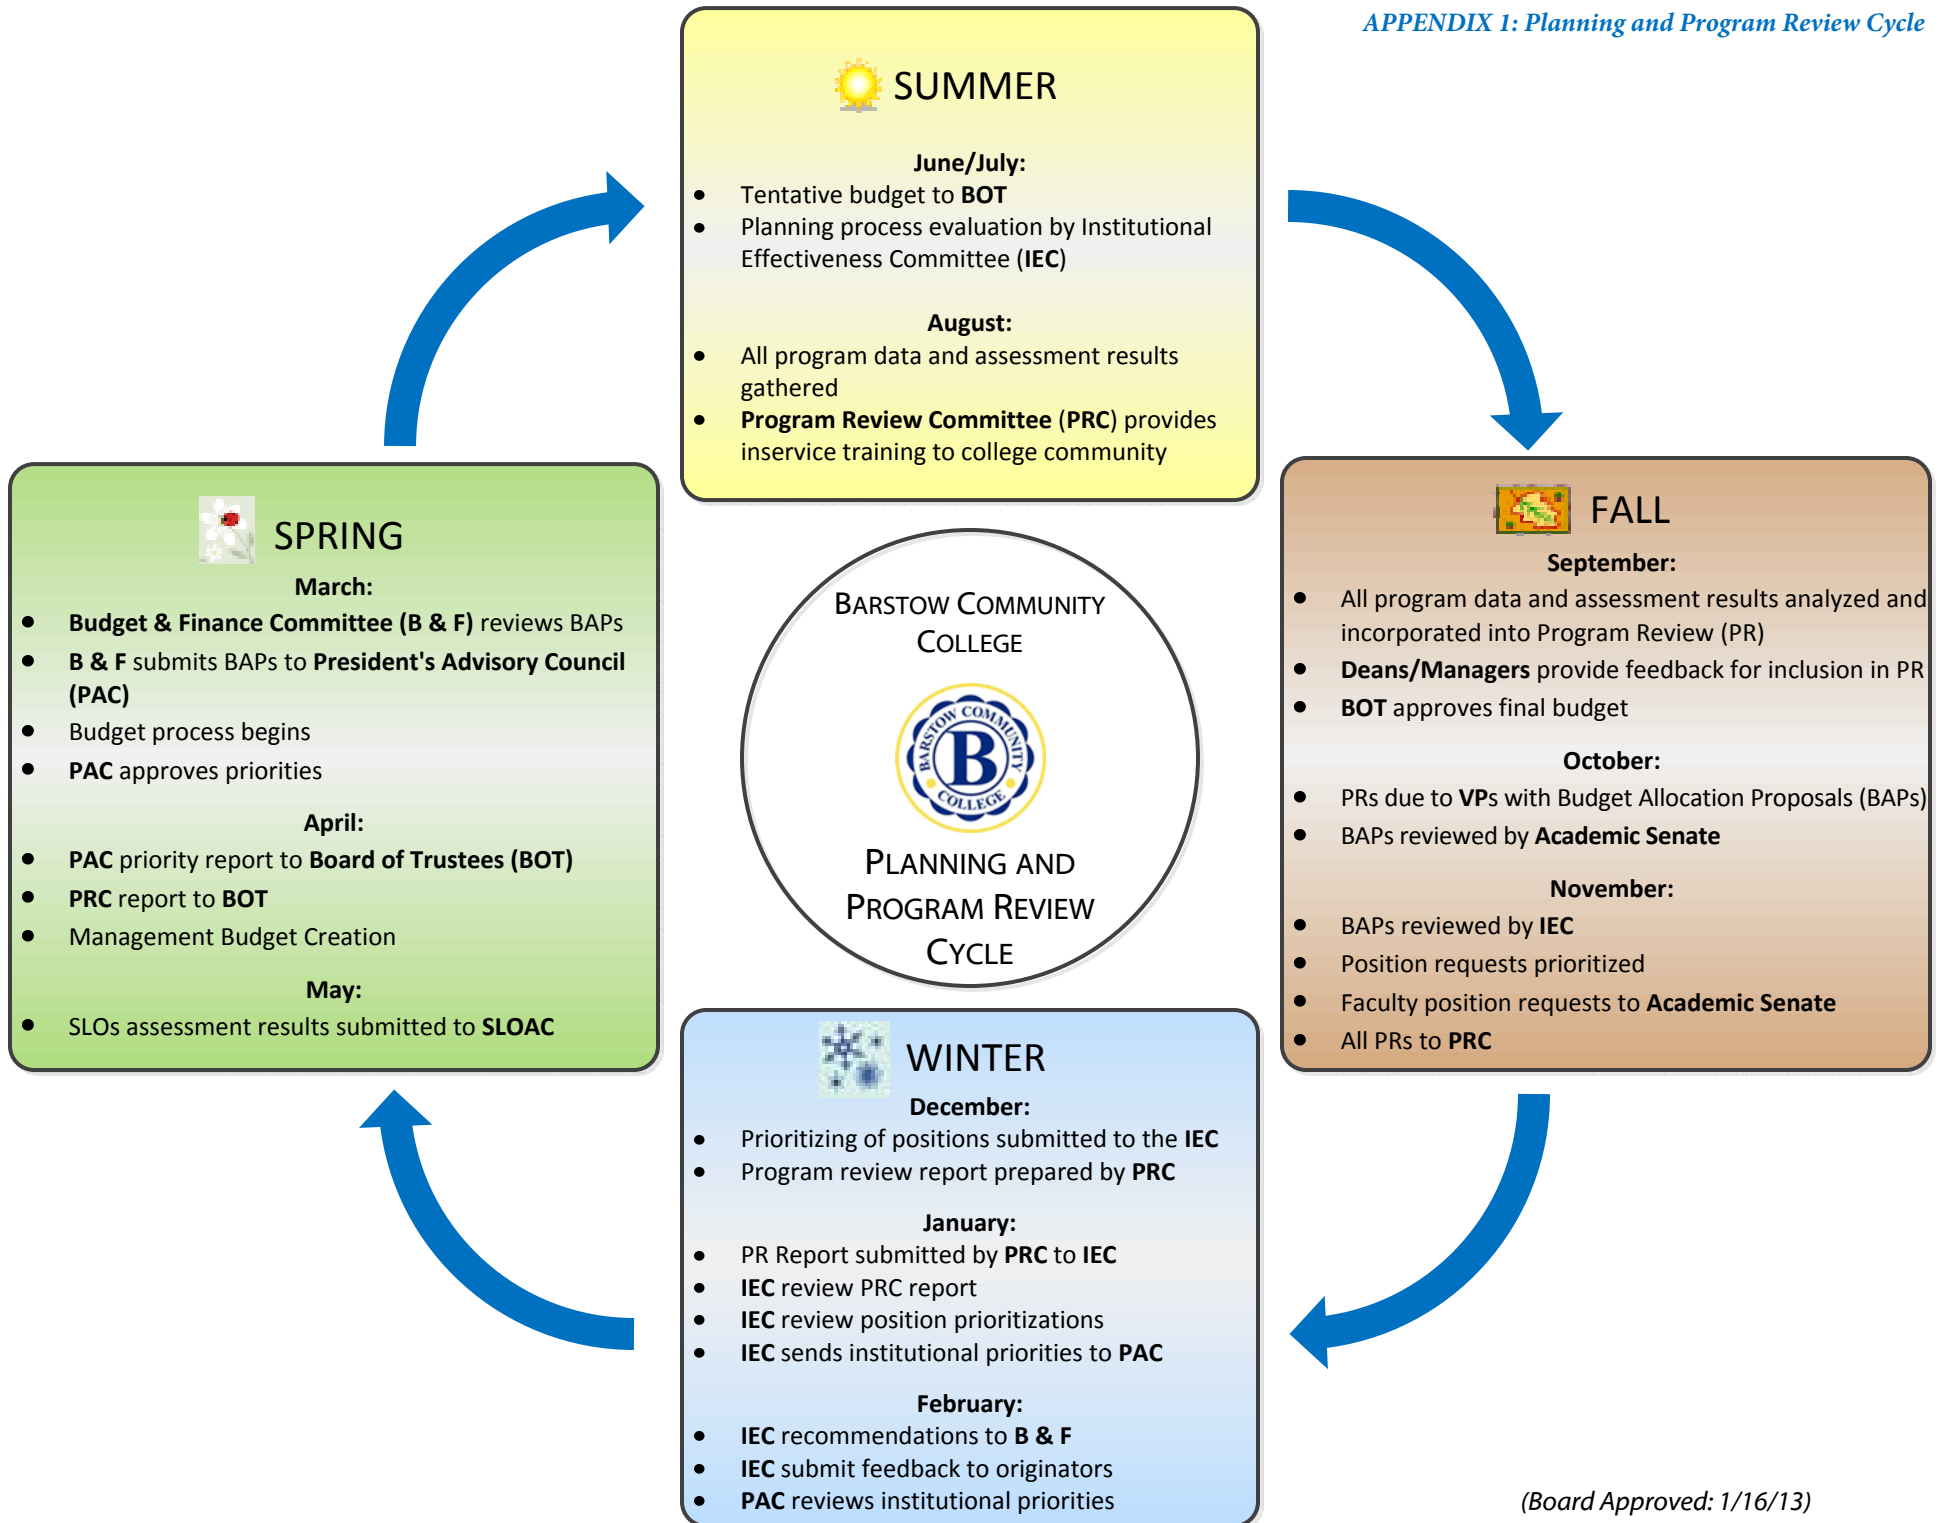 APPENDIX 1: Planning and Program Review Cycle
SUMMER
June/July:
• Tentative budget to BOT
• Planning process evaluation by Institutional
Effectiveness Committee (IEC)
August:
• All program data and assessment results
gathered
• Program Review Committee (PRC) provides
inservice training to college community
FALL
September:
• All program data and assessment results analyzed and
incorporated into Program Review (PR)
• Deans/Managers provide feedback for inclusion in PR
• BOT approves final budget
October:
• PRs due to VPs with Budget Allocation Proposals (BAPs)
• BAPs reviewed by Academic Senate
November:
• BAPs reviewed by IEC
• Position requests prioritized
• Faculty position requests to Academic Senate
• All PRs to PRC
WINTER
December:
• Prioritizing of positions submitted to the IEC
• Program review report prepared by PRC
January:
• PR Report submitted by PRC to IEC
• IEC review PRC report
• IEC review position prioritizations
• IEC sends institutional priorities to PAC
February:
• IEC recommendations to B & F
• IEC submit feedback to originators
• PAC reviews institutional priorities
SPRING
March:
• Budget & Finance Committee (B & F) reviews BAPs
• B & F submits BAPs to President's Advisory Council
(PAC)
• Budget process begins
• PAC approves priorities
April:
• PAC priority report to Board of Trustees (BOT)
• PRC report to BOT
• Management Budget Creation
May:
• SLOs assessment results submitted to SLOAC
BARSTOW COMMUNITY
COLLEGE
BARSTOW COMMUNITY
B
COLLEGE
PLANNING AND
PROGRAM REVIEW
CYCLE
(Board Approved: 1/16/13)